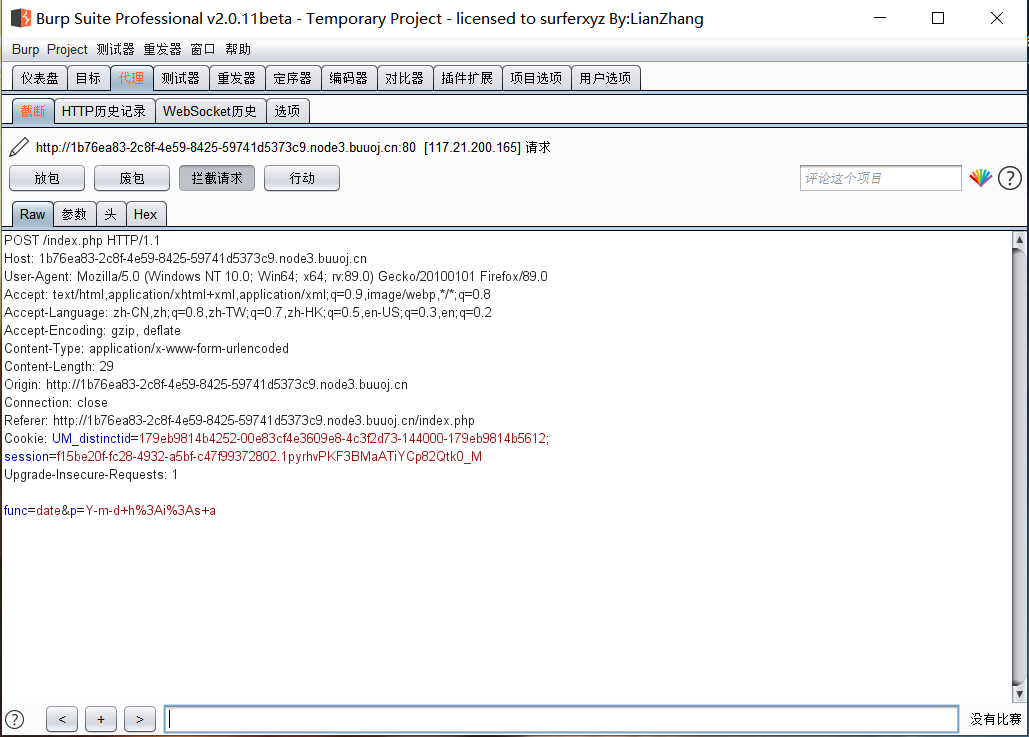 Burp Suite Professional v2.0.11beta - Temporary Project - licensed to surferxyz By:LianZhang
Burp Project 测试器 重发器 窗口 帮助
仪表盘 目标 代理 测试器 重发器 定序器 编码器 对比器 插件扩展 项目选项 用户选项
截断 HTTP历史记录 WebSocket历史 选项
http://1b76ea83-2c8f-4e59-8425-59741d5373c9.node3.buuoj.cn:80 [117.21.200.165] 请求
放包 废包 拦截请求 行动 评论这个项目 ?
Raw 参数 头 Hex
POST /index.php HTTP/1.1
Host: 1b76ea83-2c8f-4e59-8425-59741d5373c9.node3.buuoj.cn
User-Agent: Mozilla/5.0 (Windows NT 10.0; Win64; x64; rv:89.0) Gecko/20100101 Firefox/89.0
Accept: text/html,application/xhtml+xml,application/xml;q=0.9,image/webp,*/*;q=0.8
Accept-Language: zh-CN,zh;q=0.8,zh-TW;q=0.7,zh-HK;q=0.5,en-US;q=0.3,en;q=0.2
Accept-Encoding: gzip, deflate
Content-Type: application/x-www-form-urlencoded
Content-Length: 29
Origin: http://1b76ea83-2c8f-4e59-8425-59741d5373c9.node3.buuoj.cn
Connection: close
Referer: http://1b76ea83-2c8f-4e59-8425-59741d5373c9.node3.buuoj.cn/index.php
Cookie: UM_distinctid=179eb9814b4252-00e83cf4e3609e8-4c3f2d73-144000-179eb9814b5612;
session=f15be20f-fc28-4932-a5bf-c47f99372802.1pyrhvPKF3BMaATiYCp82Qtk0_M
Upgrade-Insecure-Requests: 1
func=date&p=Y-m-d+h%3Ai%3As+a
? < + > 没有比赛